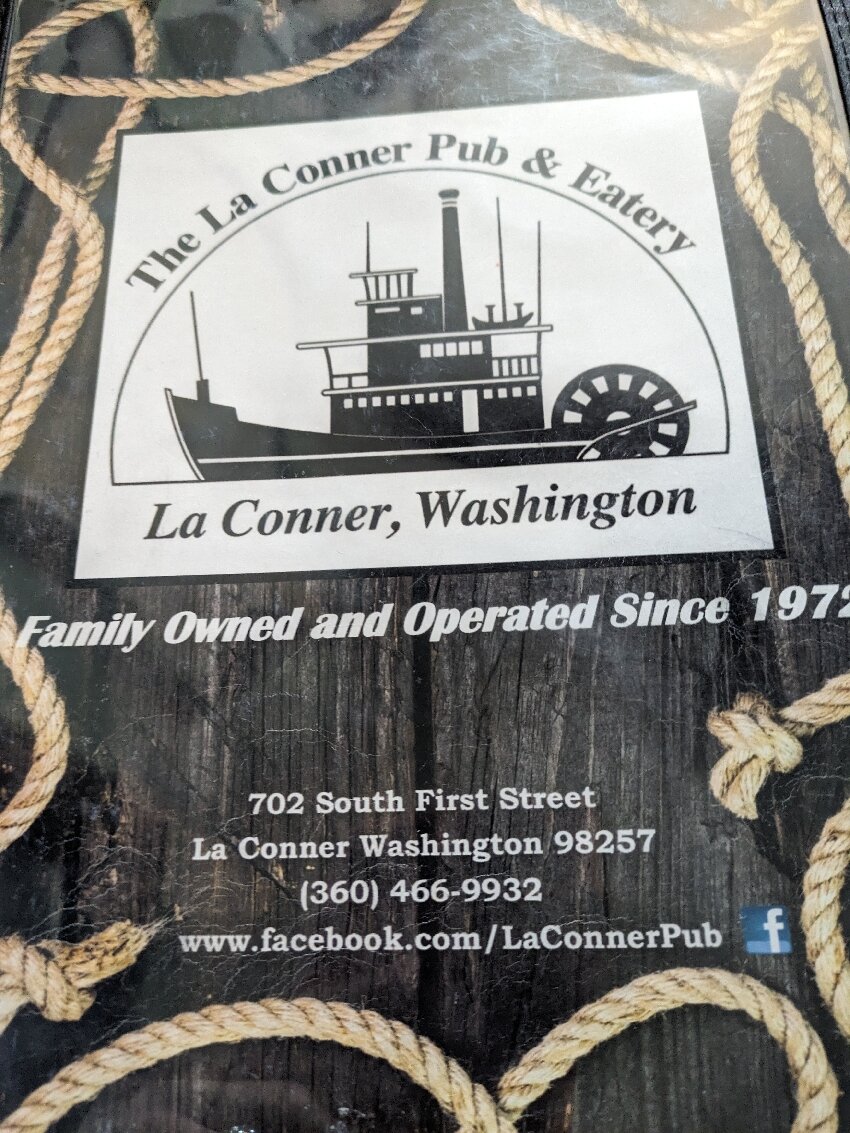 The La Conner Pub & Eatery
La Conner, Washington
Family Owned and Operated Since 1972
702 South First Street
La Conner Washington 98257
(360) 466-9932
www.facebook.com/LaConnerPub f